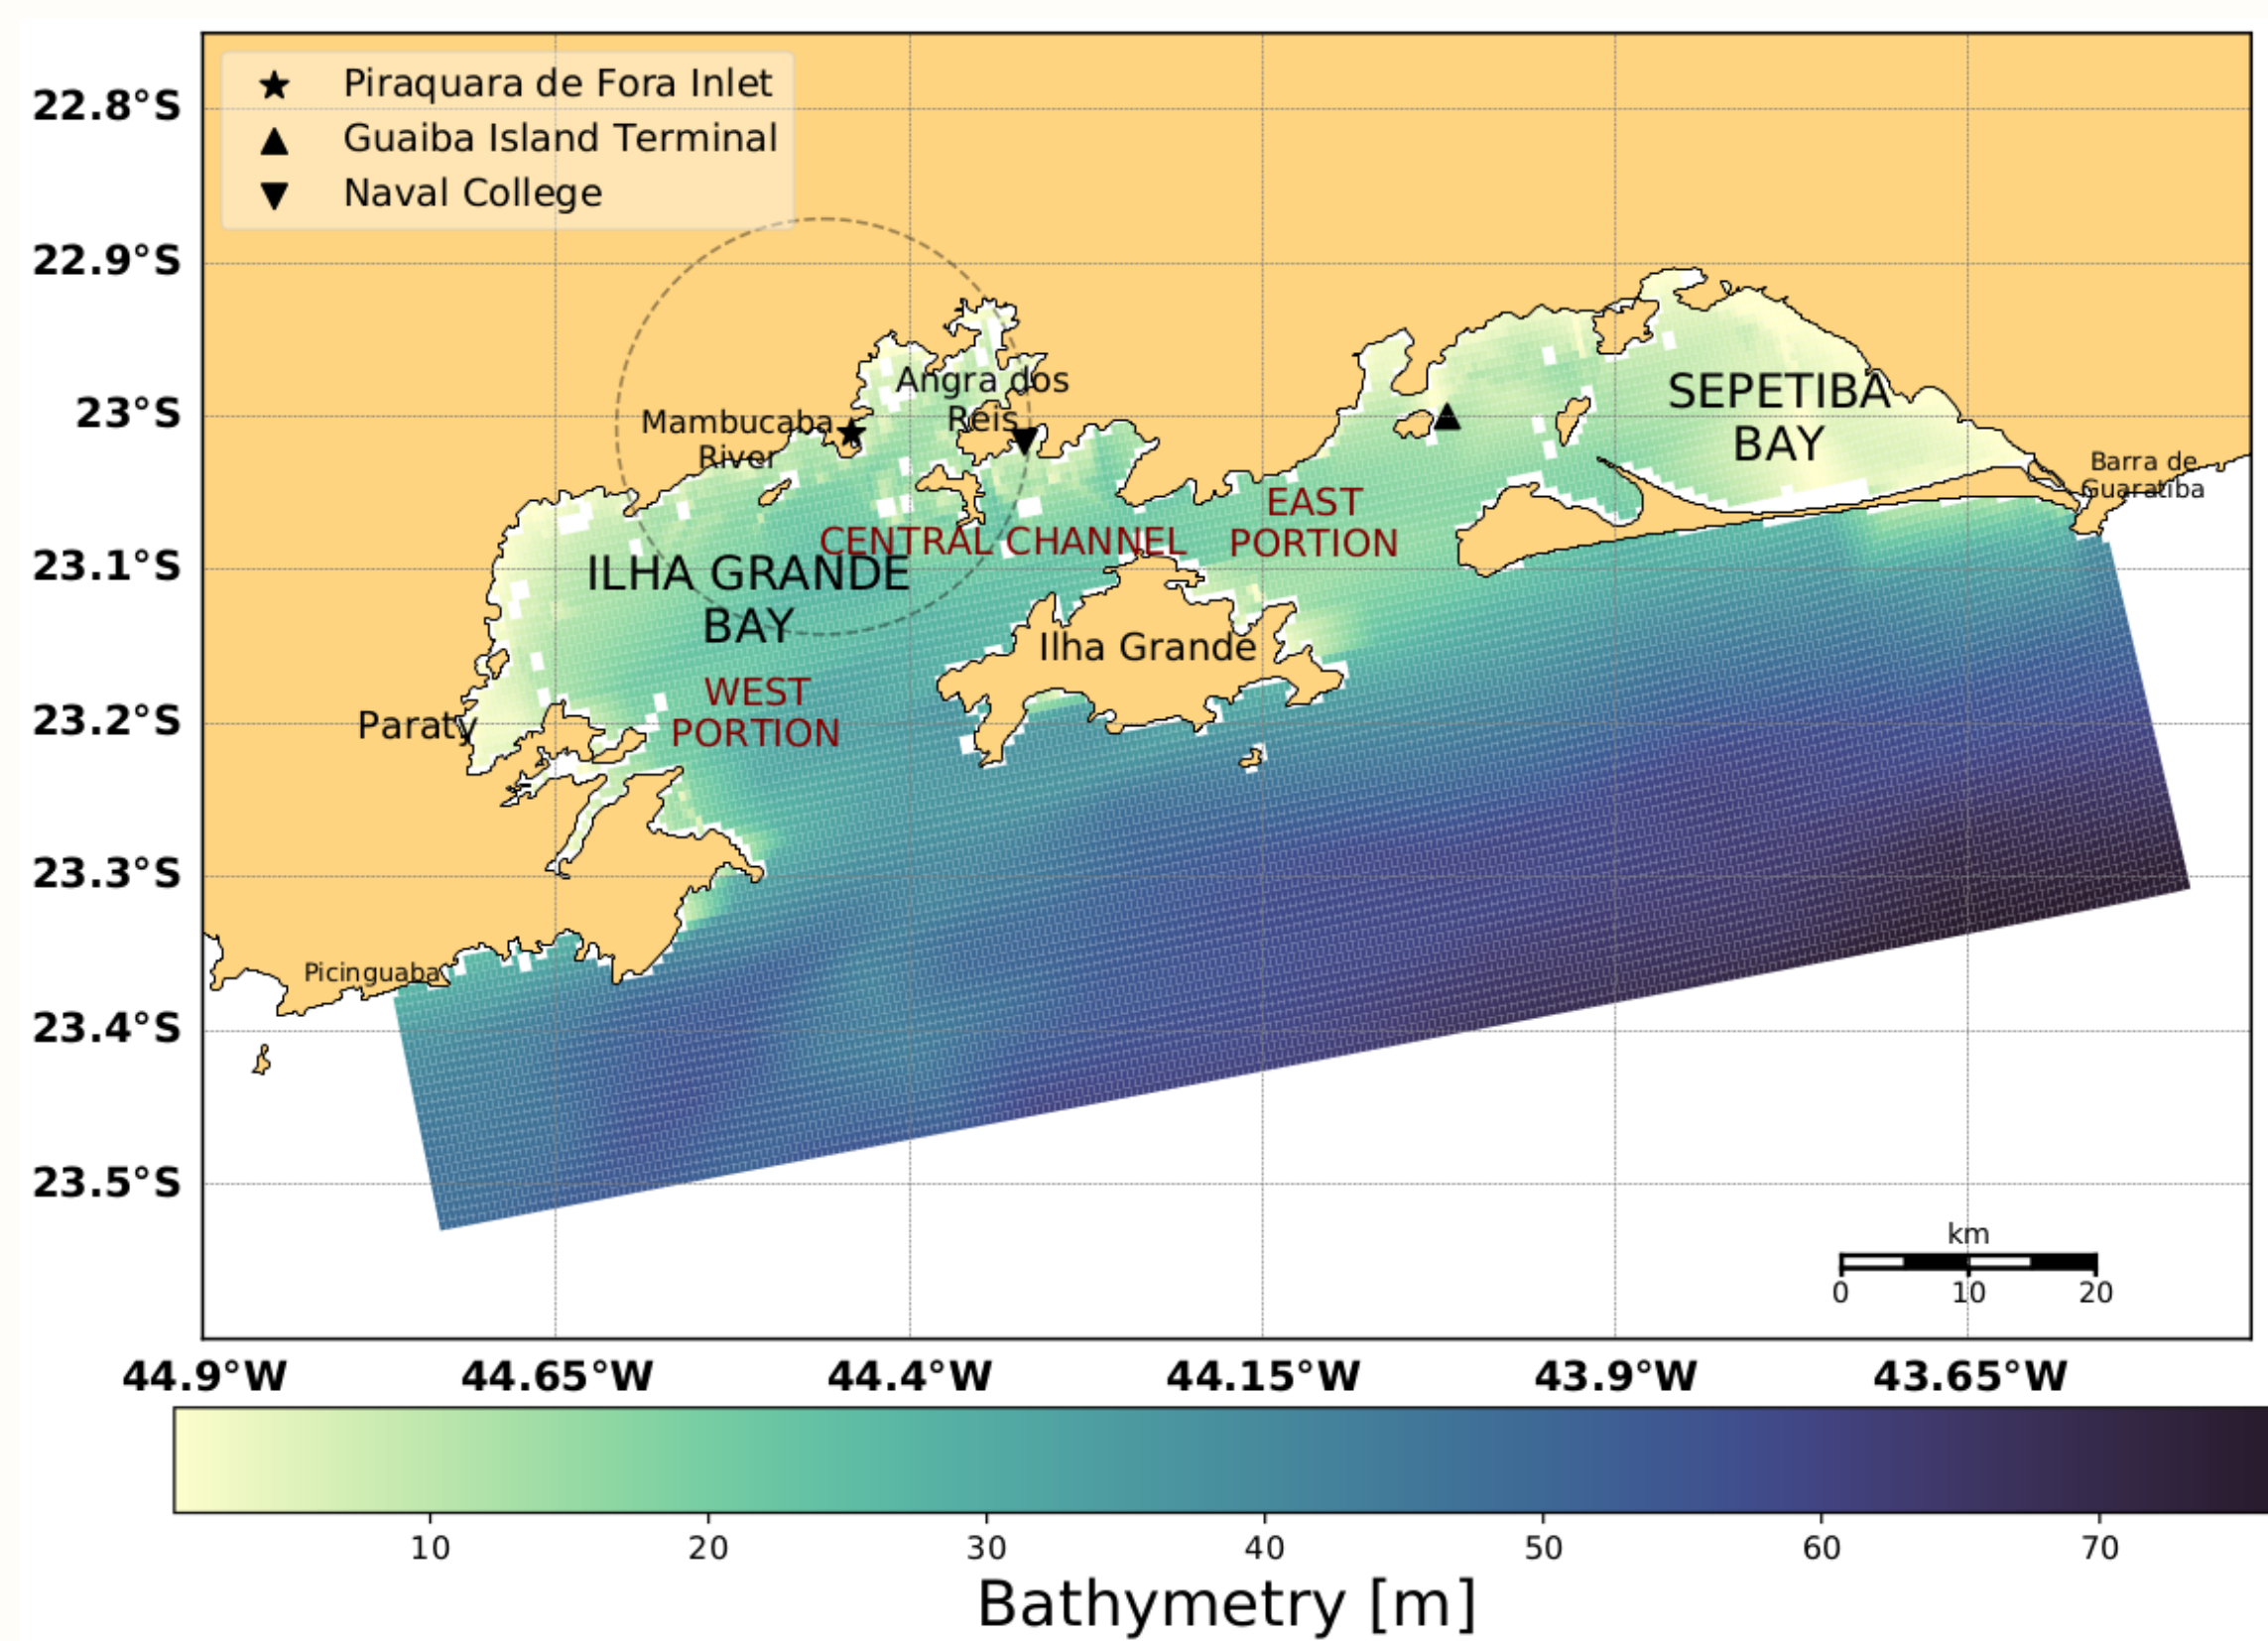 Piraquara de Fora Inlet
Guaiba Island Terminal
Naval College
22.8°S
22.9°S
23°S
23.1°S
23.2°S
23.3°S
23.4°S
23.5°S
Angra dos
Reis
Mambucaba
River
SEPETIBA
BAY
Barra de
Guaratiba
EAST
PORTION
CENTRAL CHANNEL
ILHA GRANDE
BAY
Ilha Grande
WEST
PORTION
Paraty
Picinguaba
km
0 10 20
44.9°W 44.65°W 44.4°W 44.15°W 43.9°W 43.65°W
10 20 30 40 50 60 70
Bathymetry [m]